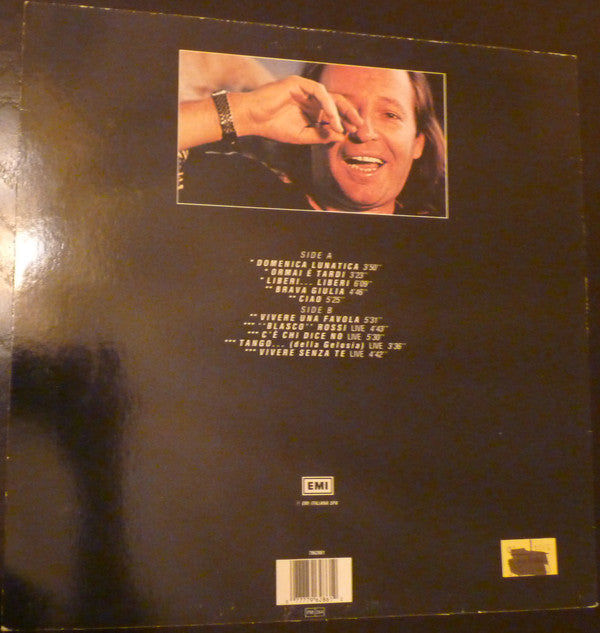 SIDE A
" DOMENICA LUNATICA 3'50"
" ORMAI È TARDI 3'23"
" LIBERI... LIBERI 6'09"
"" BRAVA GIULIA 4'46"
"" CIAO 5'25"
SIDE B
"" VIVERE UNA FAVOLA 5'31"
""" "BLASCO" ROSSI LIVE 4'43"
""" C'È CHI DICE NO LIVE 5'30"
""" TANGO... (della Gelosia) LIVE 3'36"
""" VIVERE SENZA TE LIVE 4'42"
EMI
EMI ITALIANA SPA
7962861